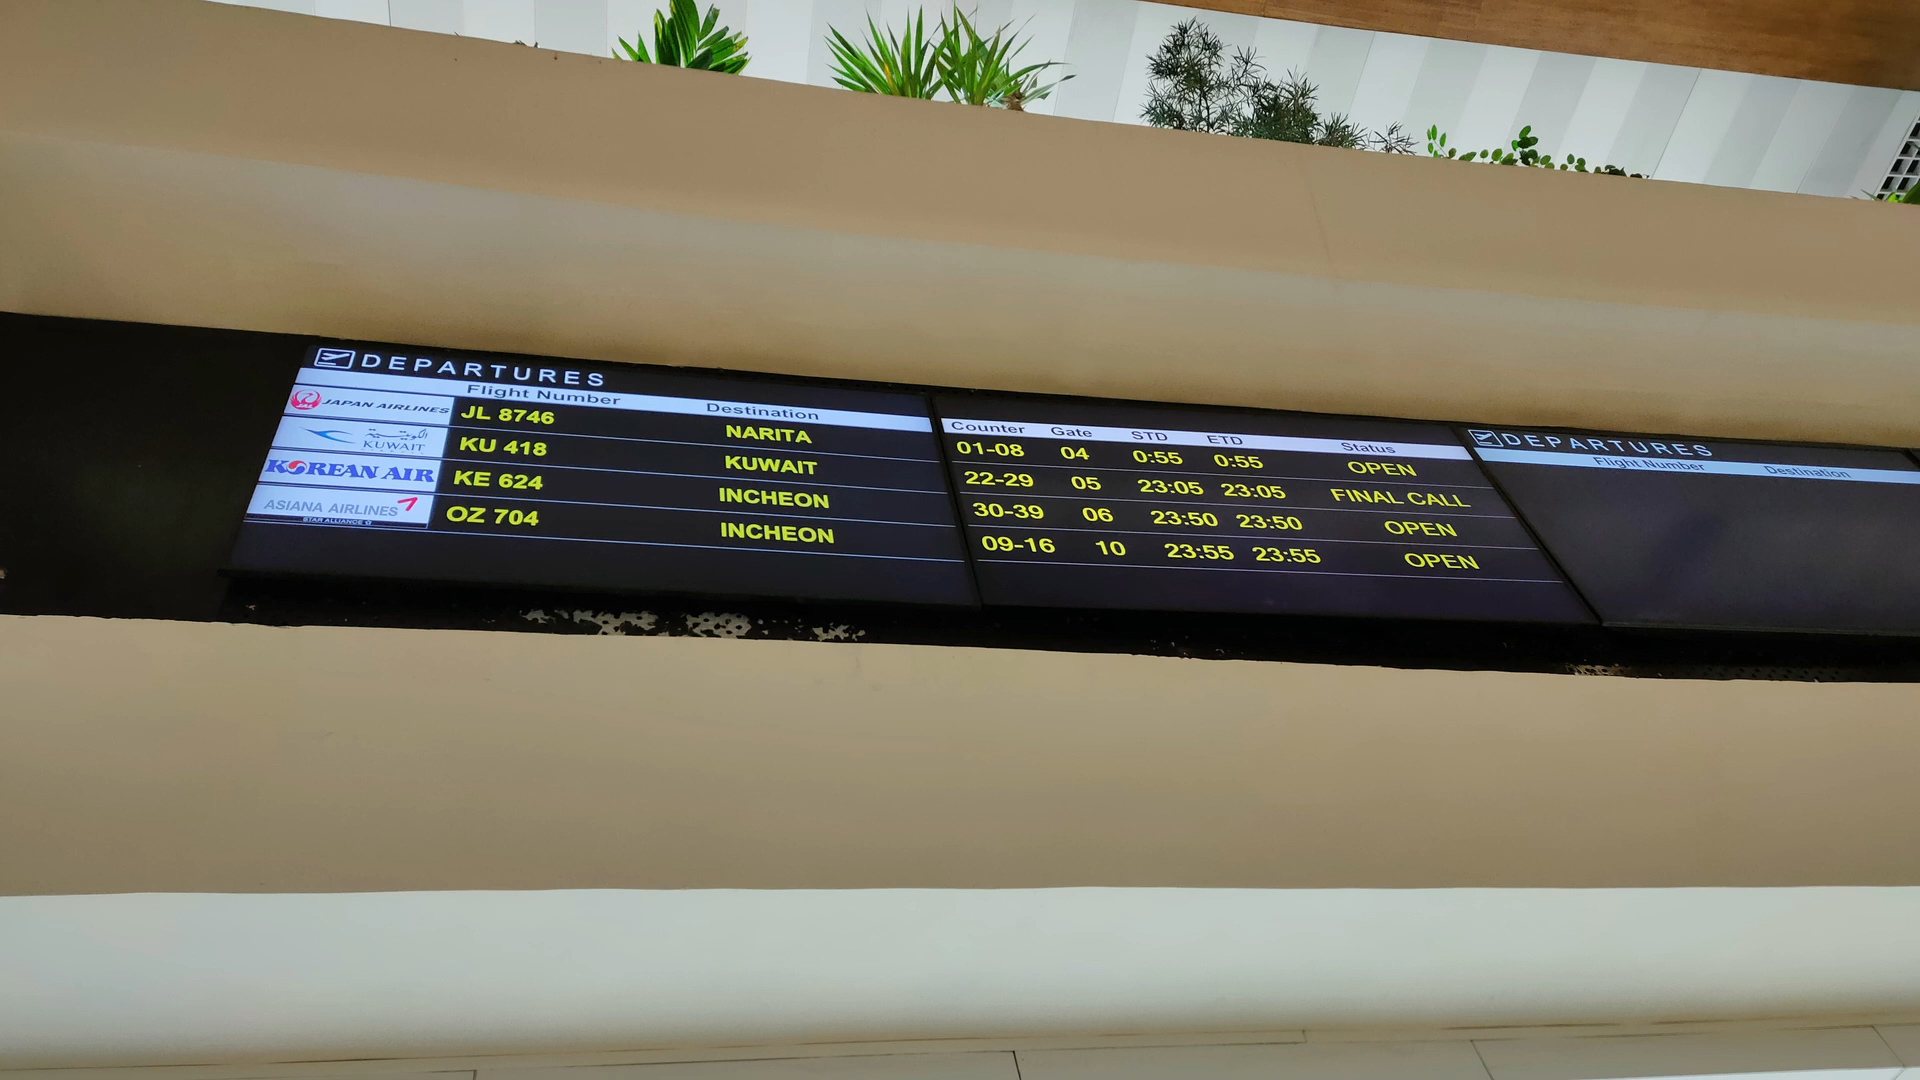 DEPARTURES
Flight Number Destination Counter Gate STD ETD Status
JAPAN AIRLINES JL 8746 NARITA 01-08 04 0:55 0:55 OPEN
الكويتية KUWAIT KU 418 KUWAIT 22-29 05 23:05 23:05 FINAL CALL
KOREAN AIR KE 624 INCHEON 30-39 06 23:50 23:50 OPEN
ASIANA AIRLINES OZ 704 INCHEON 09-16 10 23:55 23:55 OPEN
STAR ALLIANCE
DEPARTURES
Flight Number Destination